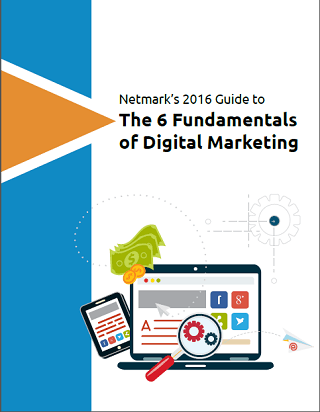 Netmark's 2016 Guide to
The 6 Fundamentals
of Digital Marketing
$
f
g+
A
@